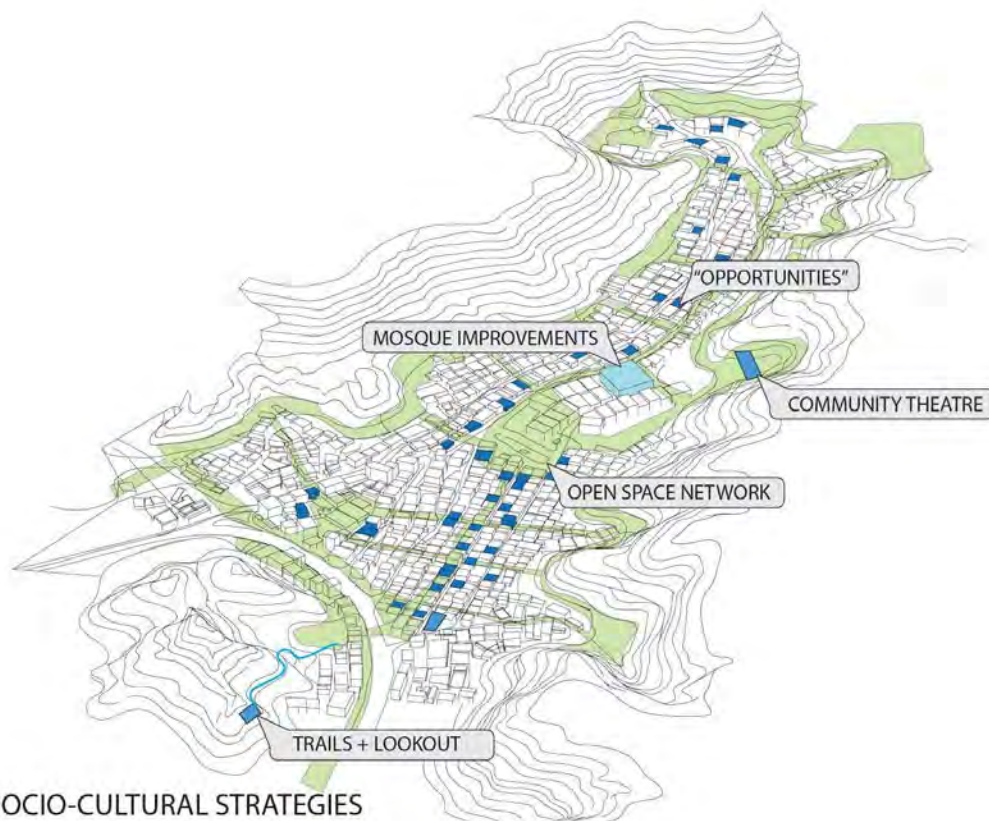 "OPPORTUNITIES"
MOSQUE IMPROVEMENTS
COMMUNITY THEATRE
OPEN SPACE NETWORK
TRAILS + LOOKOUT
OCIO-CULTURAL STRATEGIES